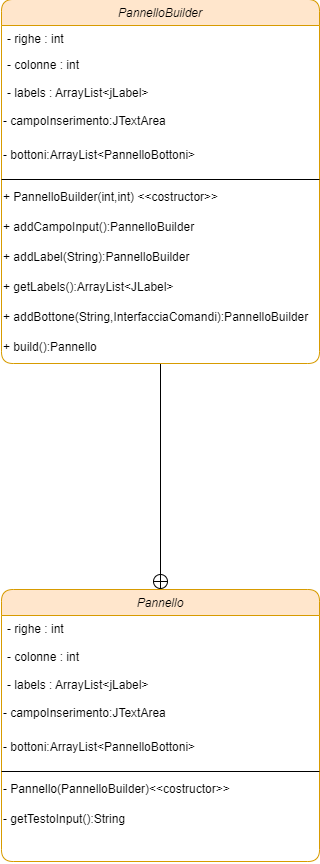 PannelloBuilder
- righe : int
- colonne : int
- labels : ArrayList<jLabel>
- campoInserimento:JTextArea
- bottoni:ArrayList<PannelloBottoni>
+ PannelloBuilder(int,int) <<costructor>>
+ addCampoInput():PannelloBuilder
+ addLabel(String):PannelloBuilder
+ getLabels():ArrayList<JLabel>
+ addBottone(String,InterfacciaComandi):PannelloBuilder
+ build():Pannello
Pannello
- righe : int
- colonne : int
- labels : ArrayList<jLabel>
- campoInserimento:JTextArea
- bottoni:ArrayList<PannelloBottoni>
- Pannello(PannelloBuilder)<<costructor>>
- getTestoInput():String